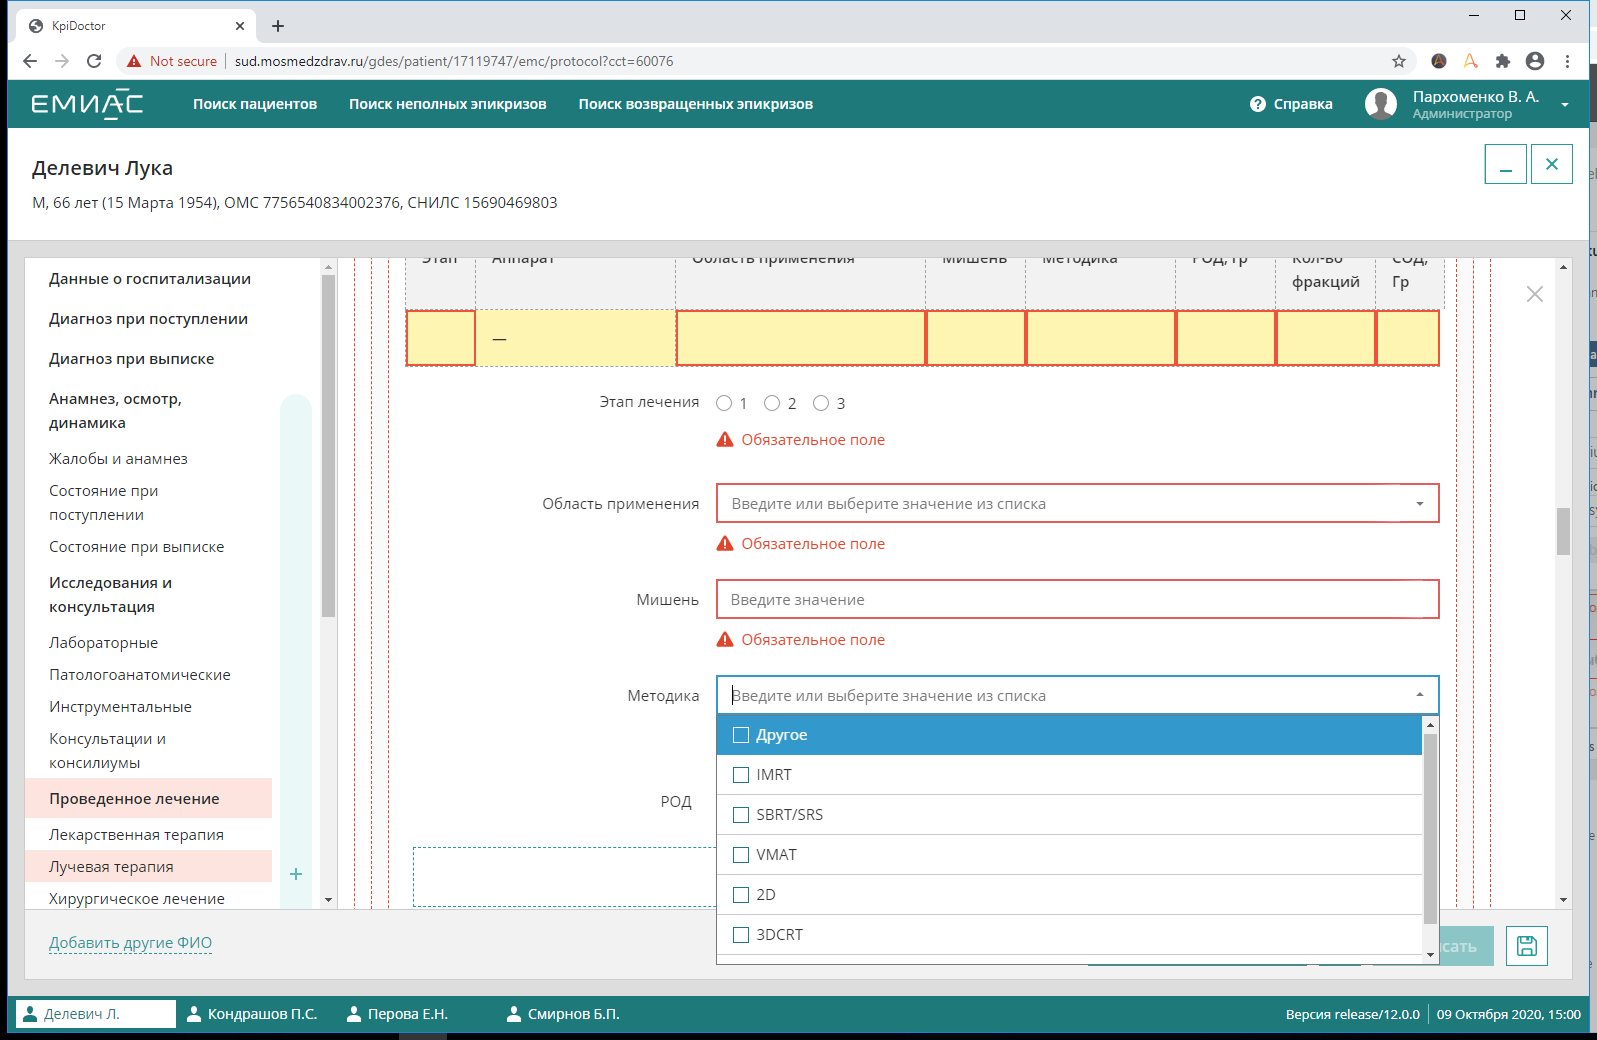 KpiDoctor
Not secure
sud.mosmedzdrav.ru/gdes/patient/17119747/emc/protocol?cct=60076
ЕМИАС
Поиск пациентов
Поиск неполных эпикризов
Поиск возвращенных эпикризов
? Справка
Пархоменко В. А.
Администратор
Делевич Лука
М, 66 лет (15 Марта 1954), ОМС 7756540834002376, СНИЛС 15690469803
Данные о госпитализации
Диагноз при поступлении
Диагноз при выписке
Анамнез, осмотр,
динамика
Жалобы и анамнез
Состояние при
поступлении
Состояние при выписке
Исследования и
консультация
Лабораторные
Патологоанатомические
Инструментальные
Консультации и
консилиумы
Проведенное лечение
Лекарственная терапия
Лучевая терапия
Хирургическое лечение
+
Этап
Аппарат
Область применения
Мишень
Методика
РОД, Гр
Кол-во
фракций
СОД,
Гр
—
Этап лечения
1
2
3
Обязательное поле
Область применения
Введите или выберите значение из списка
Обязательное поле
Мишень
Введите значение
Обязательное поле
Методика
Введите или выберите значение из списка
Другое
IMRT
SBRT/SRS
VMAT
2D
3DCRT
РОД
Добавить другие ФИО
сать
Делевич Л.
Кондрашов П.С.
Перова Е.Н.
Смирнов Б.П.
Версия release/12.0.0
09 Октября 2020, 15:00